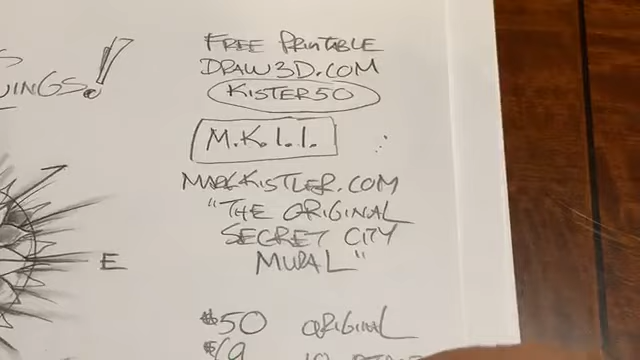 FREE PRINTABLE
DRAW3D.COM
KISTER50
M.K.I.I.
MARKKISTLER.COM
"THE ORIGINAL
SECRET CITY
MURAL"
E
$50 ORIGINAL